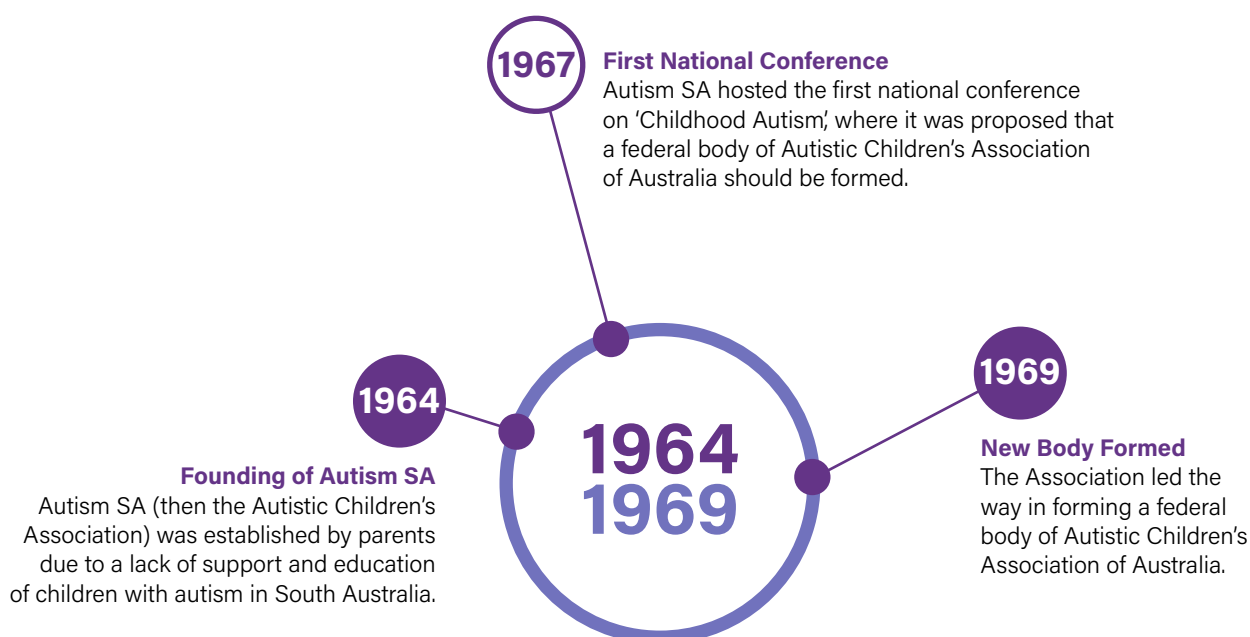 1967
First National Conference
Autism SA hosted the first national conference
on ‘Childhood Autism’, where it was proposed that
a federal body of Autistic Children’s Association
of Australia should be formed.
1964
Founding of Autism SA
Autism SA (then the Autistic Children’s
Association) was established by parents
due to a lack of support and education
of children with autism in South Australia.
1964
1969
1969
New Body Formed
The Association led the
way in forming a federal
body of Autistic Children’s
Association of Australia.